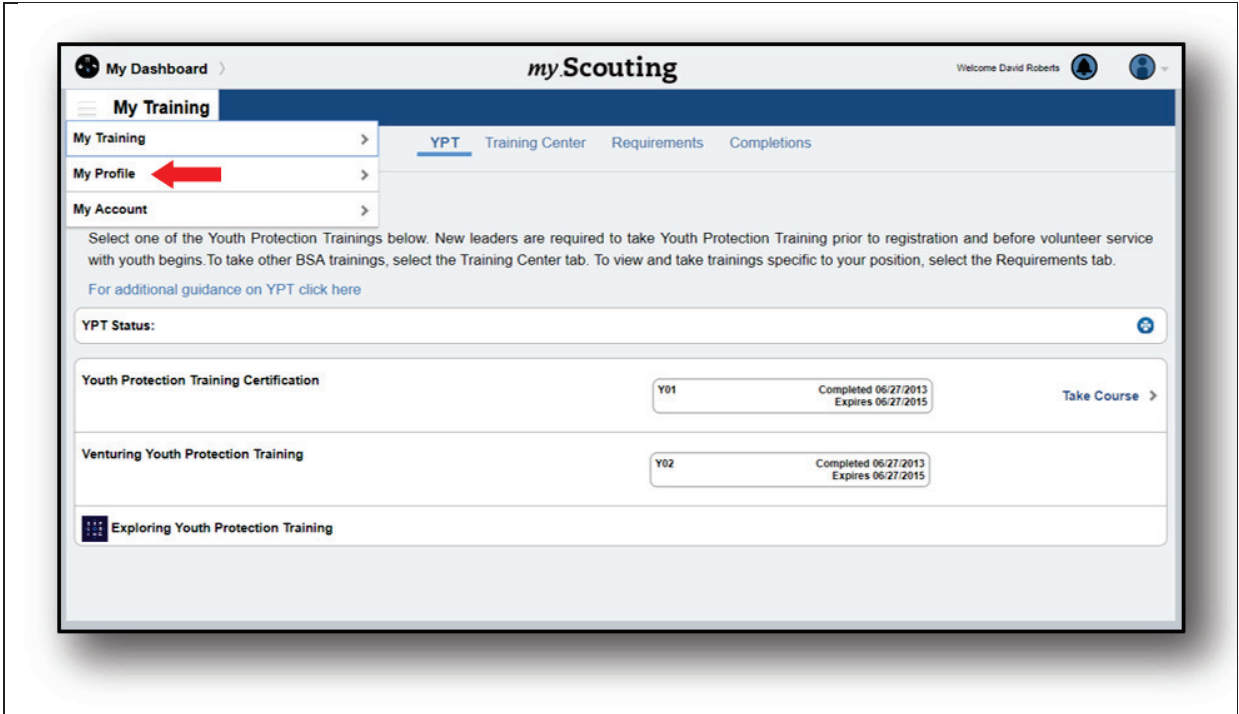 My Dashboard
my.Scouting
Welcome David Roberts
My Training
My Training
My Profile
My Account
YPT Training Center Requirements Completions
Select one of the Youth Protection Trainings below. New leaders are required to take Youth Protection Training prior to registration and before volunteer service
with youth begins.To take other BSA trainings, select the Training Center tab. To view and take trainings specific to your position, select the Requirements tab.
For additional guidance on YPT click here
YPT Status:
Youth Protection Training Certification
Y01 Completed 06/27/2013
Expires 06/27/2015
Take Course
Venturing Youth Protection Training
Y02 Completed 06/27/2013
Expires 06/27/2015
Exploring Youth Protection Training